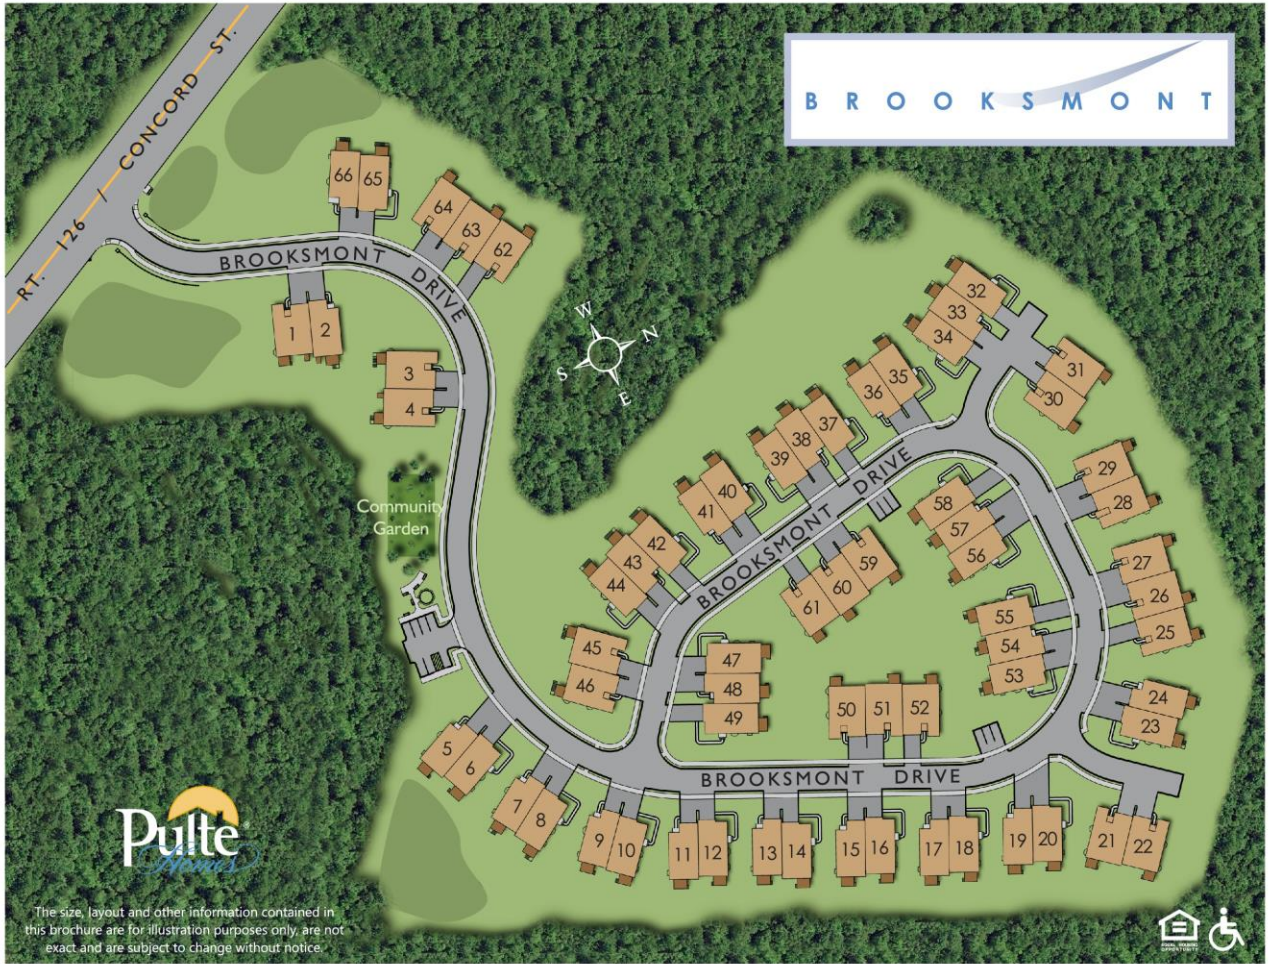 BROOKSMONT
RT. 126 / CONCORD ST.
BROOKSMONT DRIVE
66 65
64
63
62
1 2
3
4
W
N
S
E
Community
Garden
32
33
34
31
30
35
36
37
38
39
40
41
42
43
44
45
46
BROOKSMONT DRIVE
29
28
58
57
56
59
60
61
27
26
25
55
54
53
47
48
49
50 51 52
24
23
BROOKSMONT DRIVE
5
6
7
8
9
10
11 12
13 14
15 16
17 18
19 20
21
22
Pulte
Homes
The size, layout and other information contained in
this brochure are for illustration purposes only, are not
exact and are subject to change without notice.
EQUAL HOUSING
OPPORTUNITY